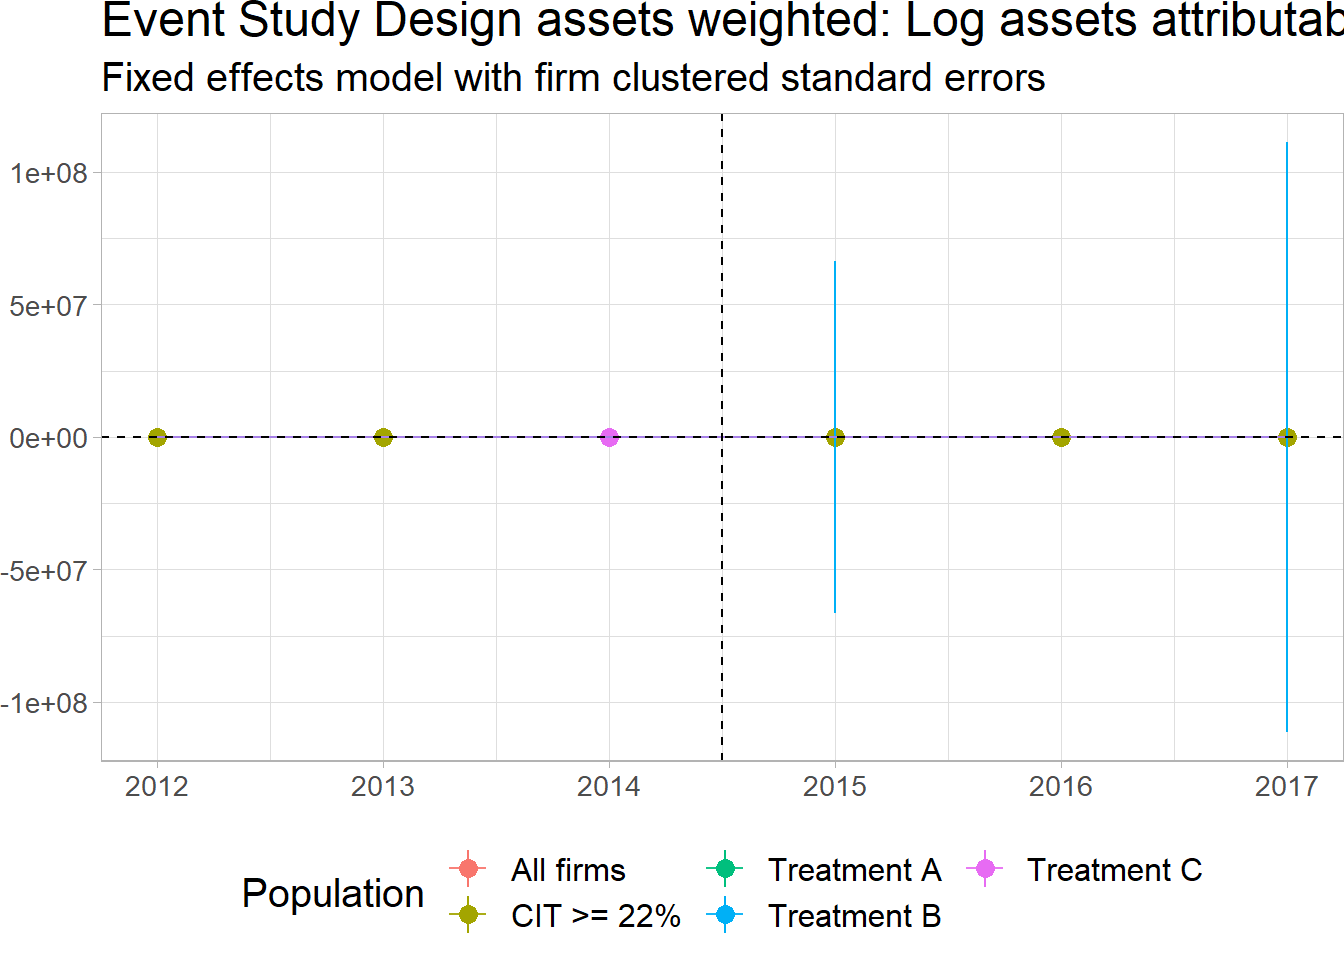 Event Study Design assets weighted: Log assets attributab
Fixed effects model with firm clustered standard errors
1e+08
5e+07
0e+00
-5e+07
-1e+08
2012 2013 2014 2015 2016 2017
Population
All firms
CIT >= 22%
Treatment A
Treatment B
Treatment C